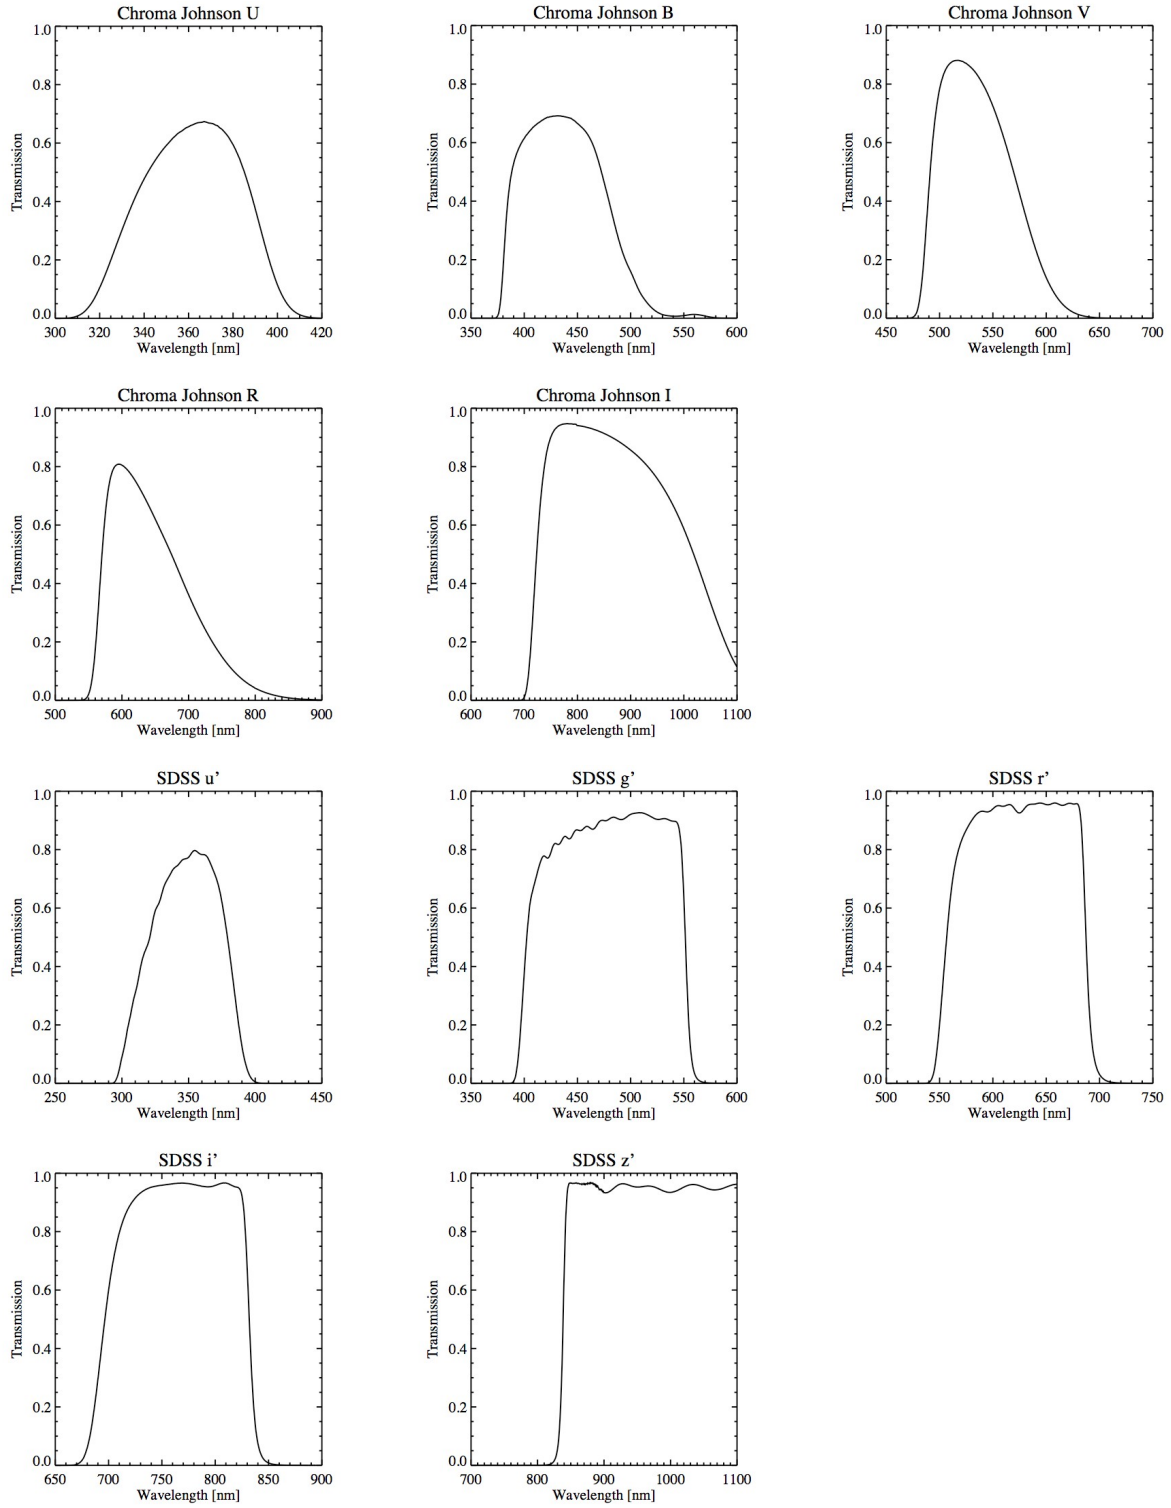 Chroma Johnson U
Chroma Johnson B
Chroma Johnson V
1.0
0.8
0.6
0.4
0.2
0.0
Transmission
300 320 340 360 380 400 420
Wavelength [nm]
1.0
0.8
0.6
0.4
0.2
0.0
Transmission
350 400 450 500 550 600
Wavelength [nm]
1.0
0.8
0.6
0.4
0.2
0.0
Transmission
450 500 550 600 650 700
Wavelength [nm]
Chroma Johnson R
Chroma Johnson I
1.0
0.8
0.6
0.4
0.2
0.0
Transmission
500 600 700 800 900
Wavelength [nm]
1.0
0.8
0.6
0.4
0.2
0.0
Transmission
600 700 800 900 1000 1100
Wavelength [nm]
SDSS u’
SDSS g’
SDSS r’
1.0
0.8
0.6
0.4
0.2
0.0
Transmission
250 300 350 400 450
Wavelength [nm]
1.0
0.8
0.6
0.4
0.2
0.0
Transmission
350 400 450 500 550 600
Wavelength [nm]
1.0
0.8
0.6
0.4
0.2
0.0
Transmission
500 550 600 650 700 750
Wavelength [nm]
SDSS i’
SDSS z’
1.0
0.8
0.6
0.4
0.2
0.0
Transmission
650 700 750 800 850 900
Wavelength [nm]
1.0
0.8
0.6
0.4
0.2
0.0
Transmission
700 800 900 1000 1100
Wavelength [nm]